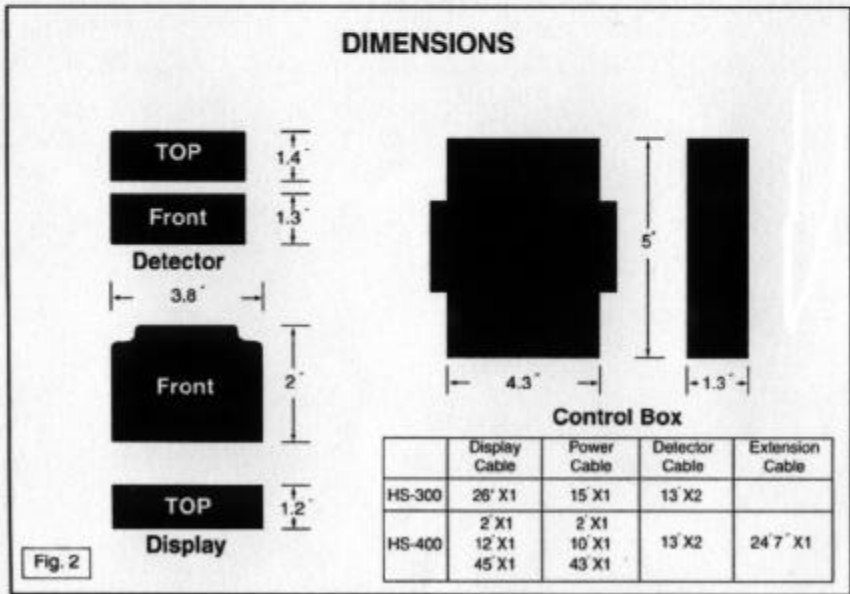 DIMENSIONS
TOP
1.4"
Front
1.3"
Detector
3.8"
Front
2"
TOP
1.2"
Display
Fig. 2
5"
4.3"
1.3"
Control Box
Display Cable Power Cable Detector Cable Extension Cable
HS-300 26' X1 15' X1 13' X2
HS-400 2' X1 2' X1 13' X2 24'7" X1
12' X1 10' X1
45' X1 43' X1